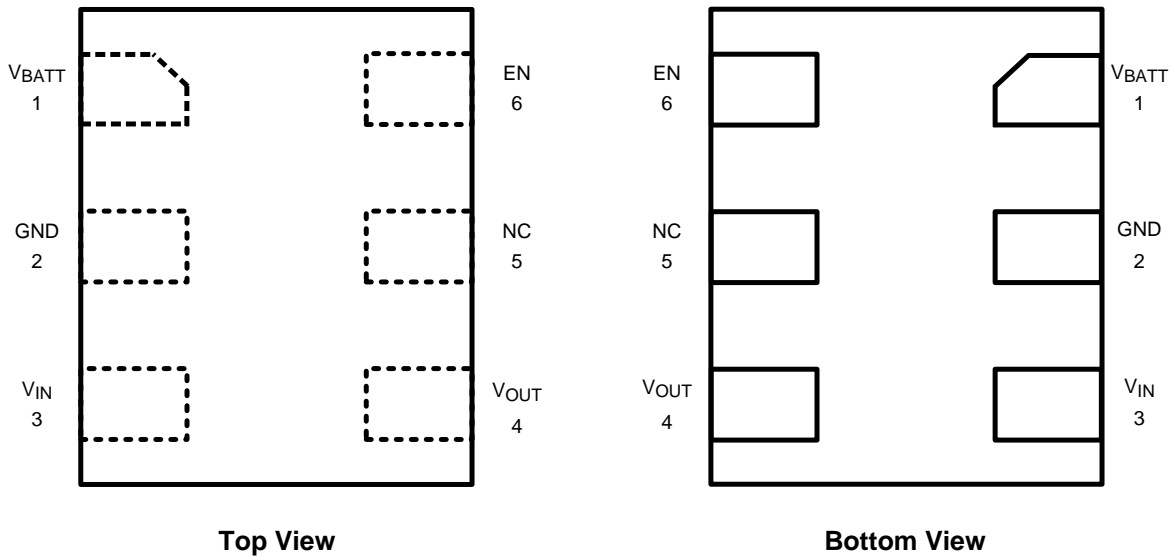 VBATT
1
EN
6
GND
2
NC
5
VIN
3
VOUT
4
Top View
EN
6
VBATT
1
NC
5
GND
2
VOUT
4
VIN
3
Bottom View